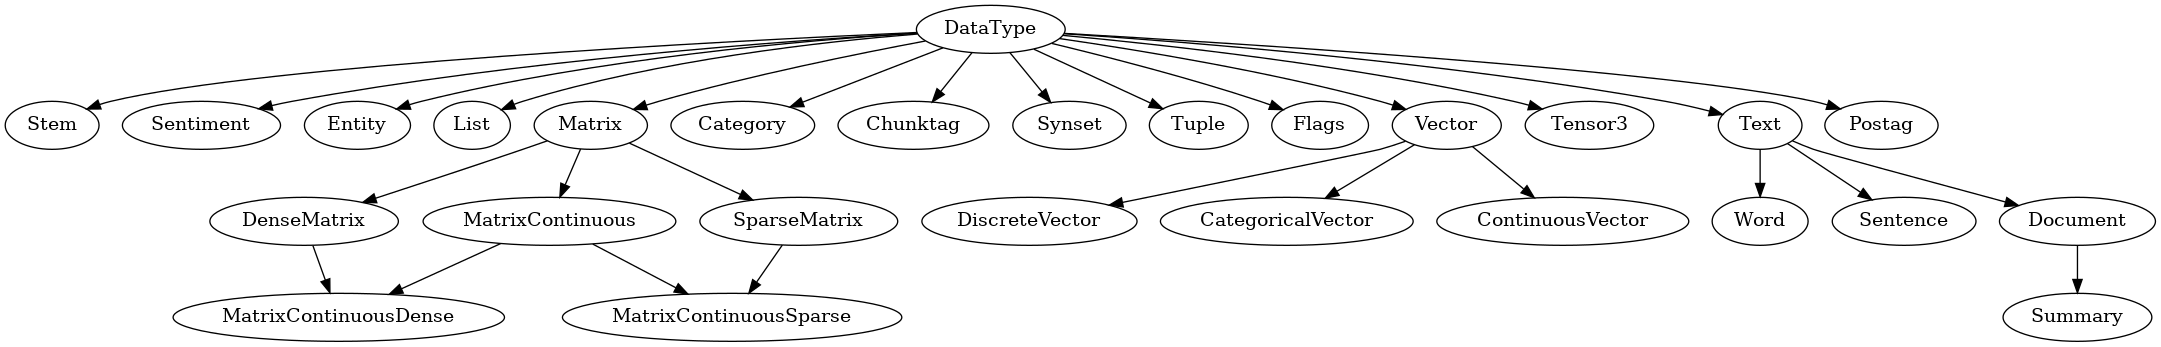 DataType
Stem
Sentiment
Entity
List
Matrix
Category
Chunktag
Synset
Tuple
Flags
Vector
Tensor3
Text
Postag
DenseMatrix
MatrixContinuous
SparseMatrix
DiscreteVector
CategoricalVector
ContinuousVector
Word
Sentence
Document
MatrixContinuousDense
MatrixContinuousSparse
Summary